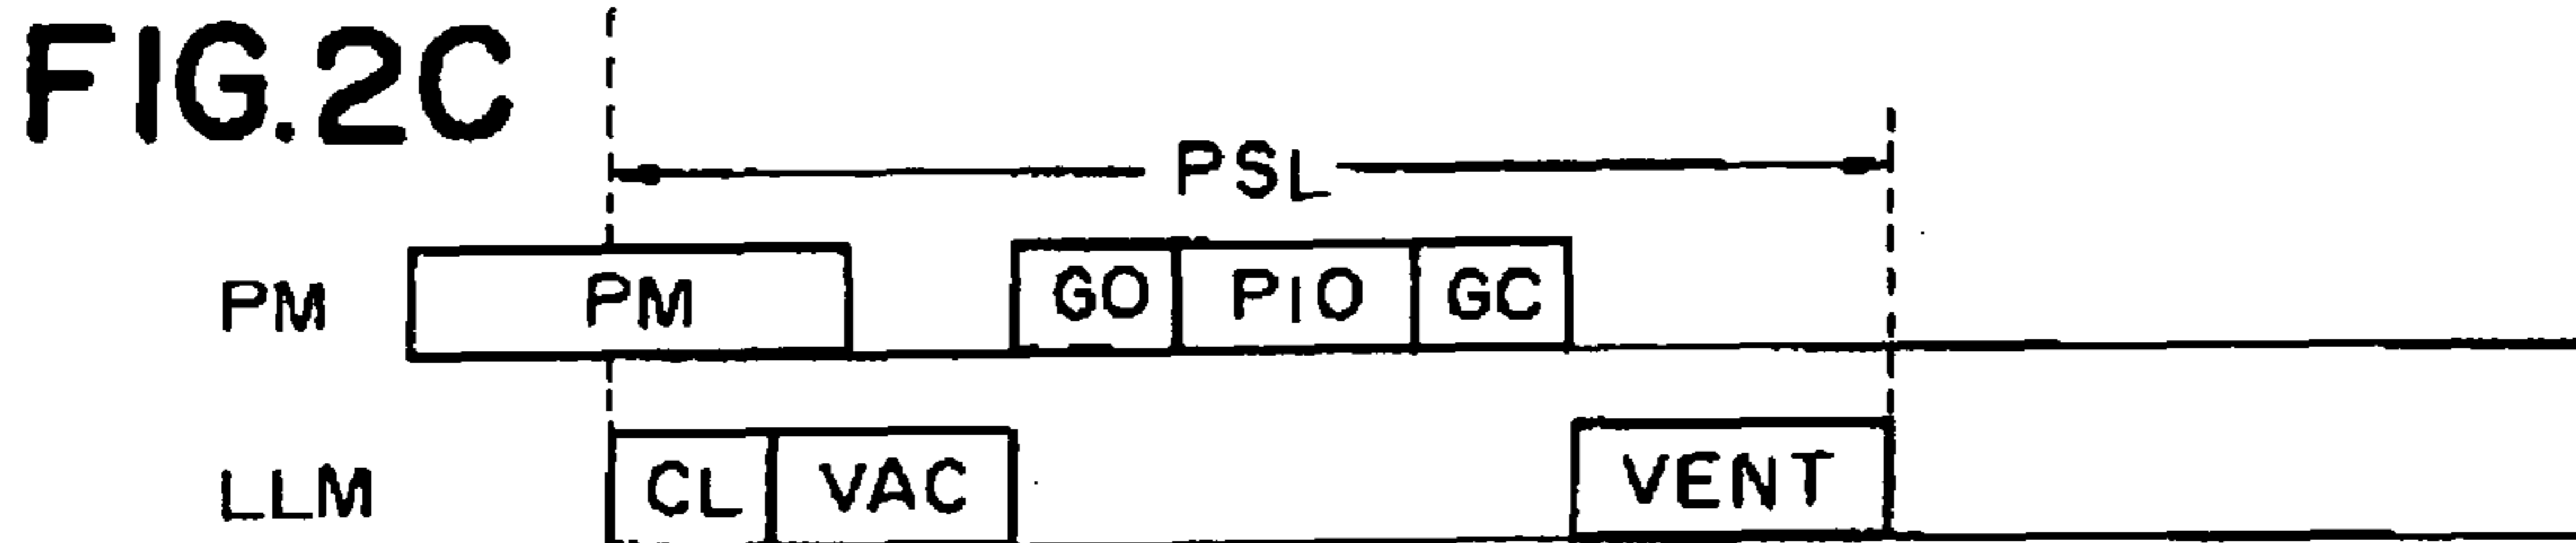 FIG.2C
PSL
PM PM GO PIO GC
LLM CL VAC VENT